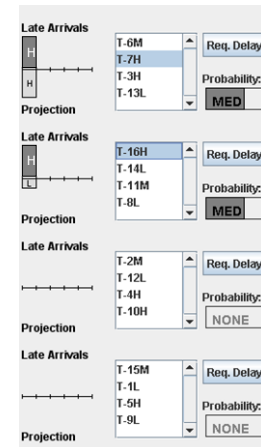 Late Arrivals
H
H
Projection
T-6M
T-7H
T-3H
T-13L
Req. Delay
Probability:
MED
Late Arrivals
H
L
Projection
T-16H
T-14L
T-11M
T-8L
Req. Delay
Probability:
MED
Late Arrivals
Projection
T-2M
T-12L
T-4H
T-10H
Req. Delay
Probability:
NONE
Late Arrivals
Projection
T-15M
T-1L
T-5H
T-9L
Req. Delay
Probability:
NONE